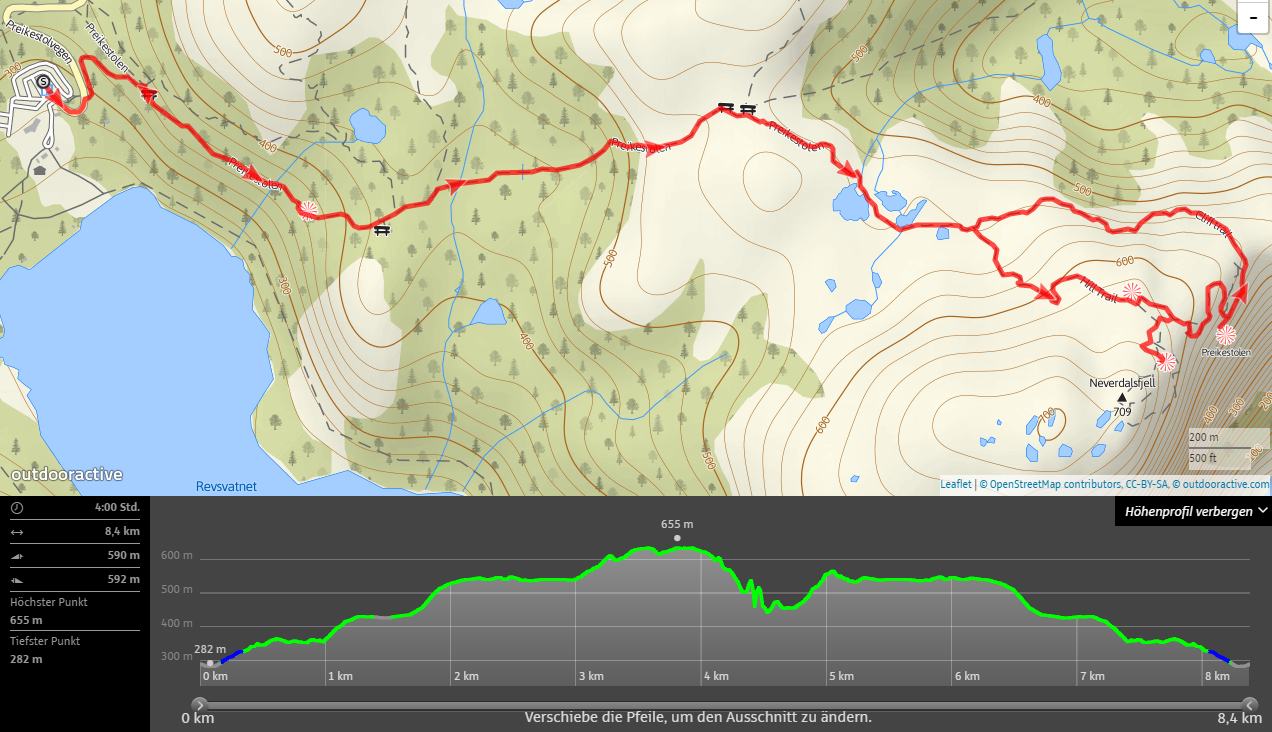 Preikestolvegen
Preikestolen
-
300
S
500
500
400
400
Preikestolen
Preikestolen
Preikestolen
500
Cliff trail
600
Hill Trail
500
300
400
Preikestolen
Neverdalsfjell
709
700
600
500
400
300
200
200 m
500 ft
outdooractive
Revsvatnet
Leaflet | © OpenStreetMap contributors, CC-BY-SA, © outdooractive.com
4:00 Std.
8,4 km
590 m
592 m
Höchster Punkt
655 m
Tiefster Punkt
282 m
Höhenprofil verbergen
655 m
600 m
500 m
400 m
300 m
282 m
0 km
1 km
2 km
3 km
4 km
5 km
6 km
7 km
8 km
0 km
Verschiebe die Pfeile, um den Ausschnitt zu ändern.
8,4 km